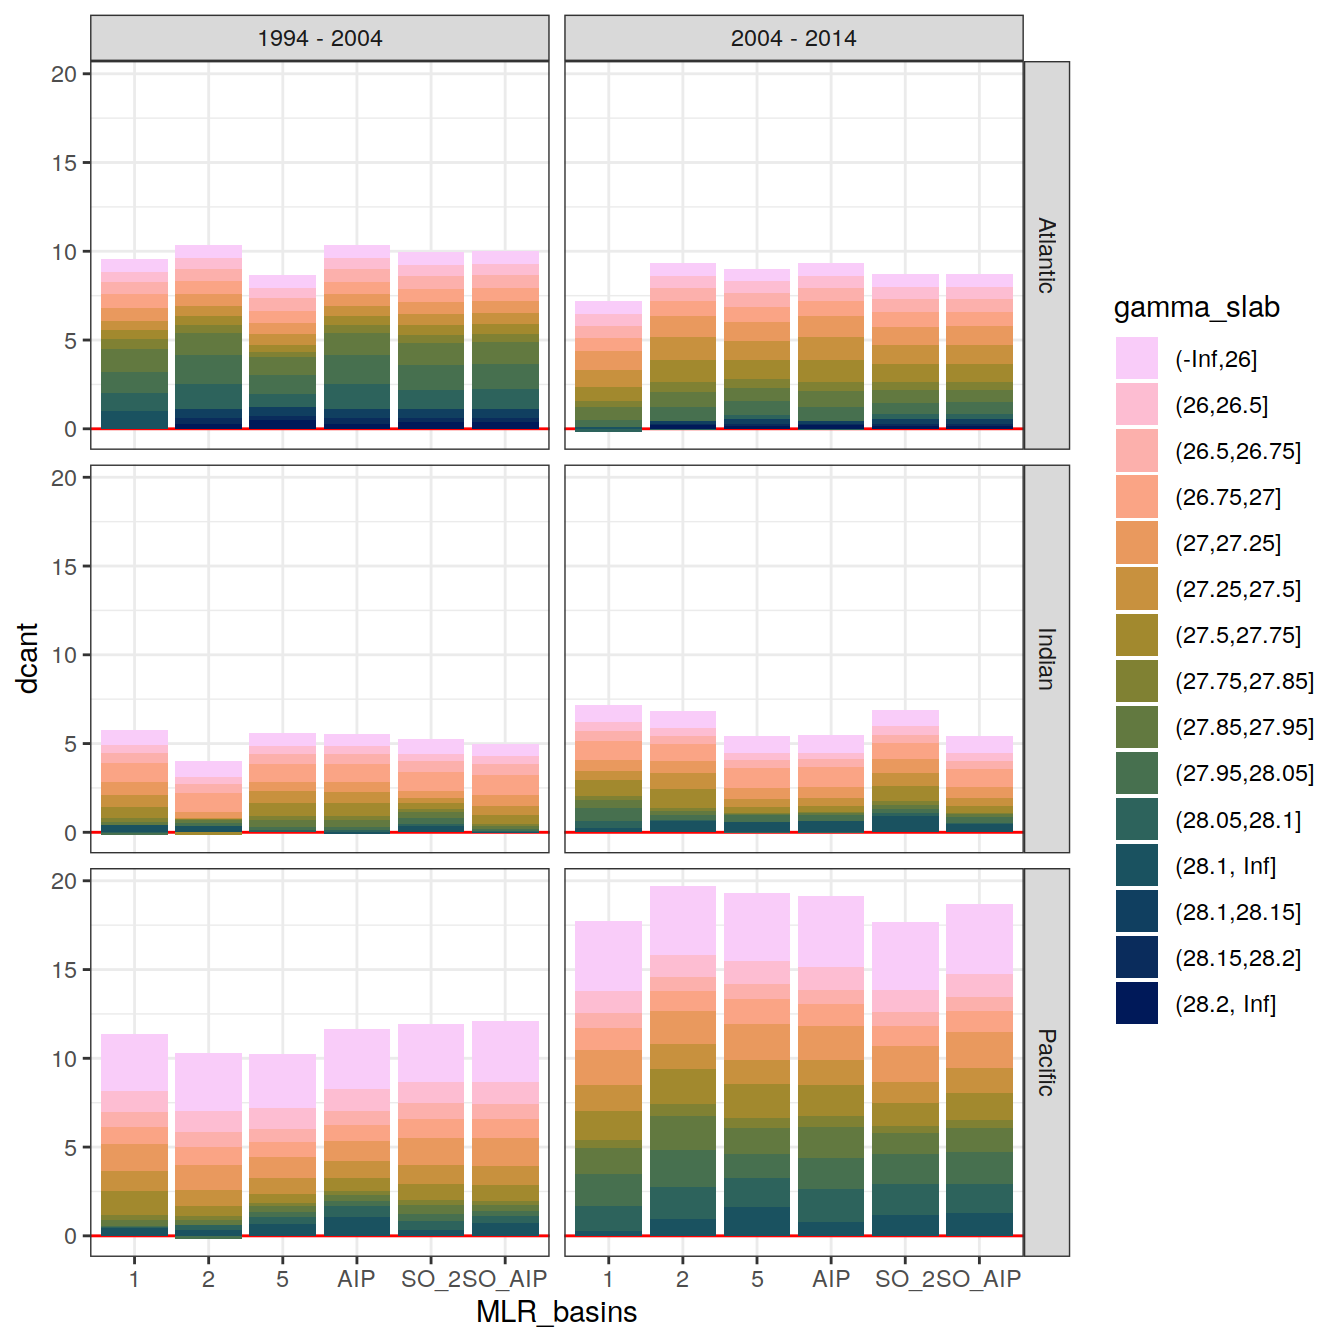 1994 - 2004
2004 - 2014
20
15
10
5
0
Atlantic
20
15
10
5
0
Indian
20
15
10
5
0
Pacific
dcant
1 2 5 AIP SO_2 SO_AIP
1 2 5 AIP SO_2 SO_AIP
MLR_basins
gamma_slab
(-Inf,26]
(26,26.5]
(26.5,26.75]
(26.75,27]
(27,27.25]
(27.25,27.5]
(27.5,27.75]
(27.75,27.85]
(27.85,27.95]
(27.95,28.05]
(28.05,28.1]
(28.1, Inf]
(28.1,28.15]
(28.15,28.2]
(28.2, Inf]